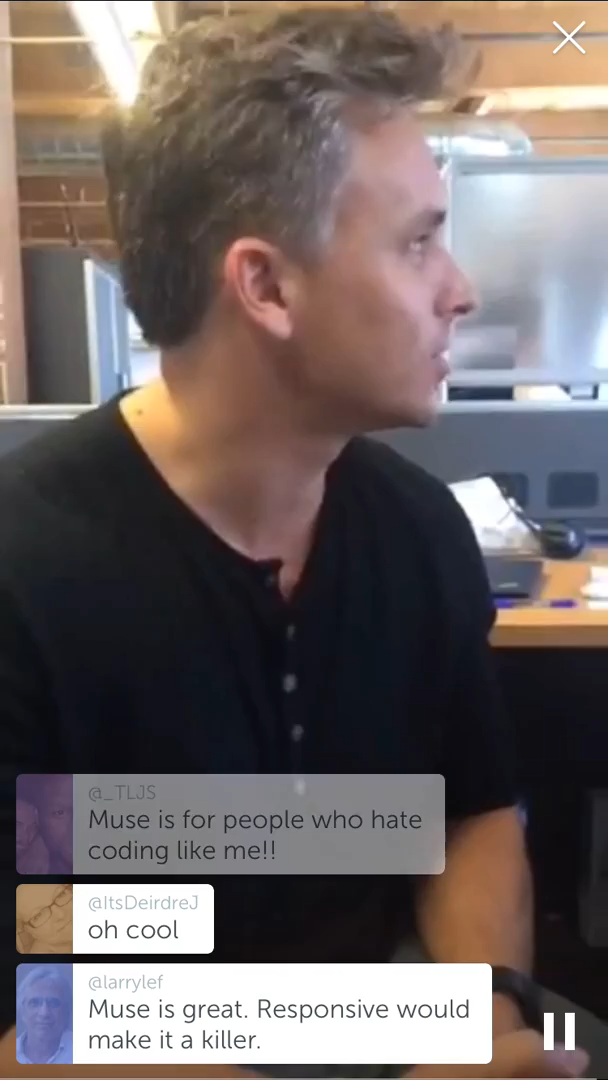 @_TLJS
Muse is for people who hate
coding like me!!
@ItsDeirdreJ
oh cool
@larrylef
Muse is great. Responsive would
make it a killer.